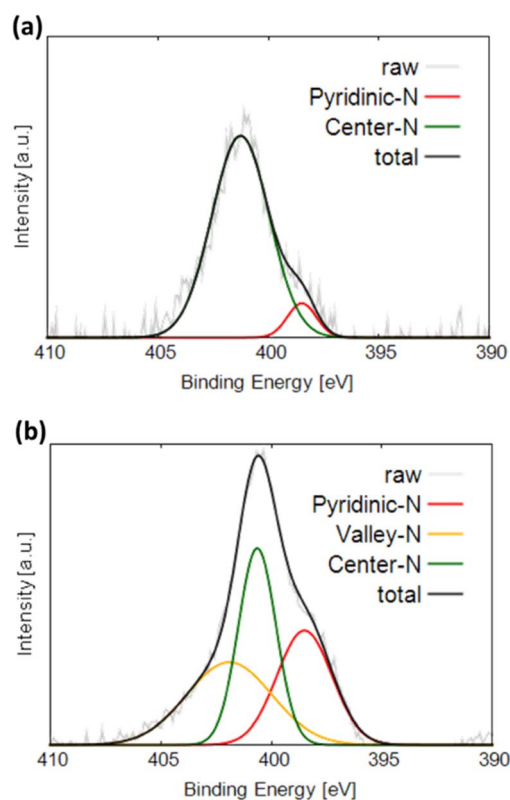 (a)
Intensity [a.u.]
raw
Pyridinic-N
Center-N
total
410 405 400 395 390
Binding Energy [eV]
(b)
Intensity [a.u.]
raw
Pyridinic-N
Valley-N
Center-N
total
410 405 400 395 390
Binding Energy [eV]